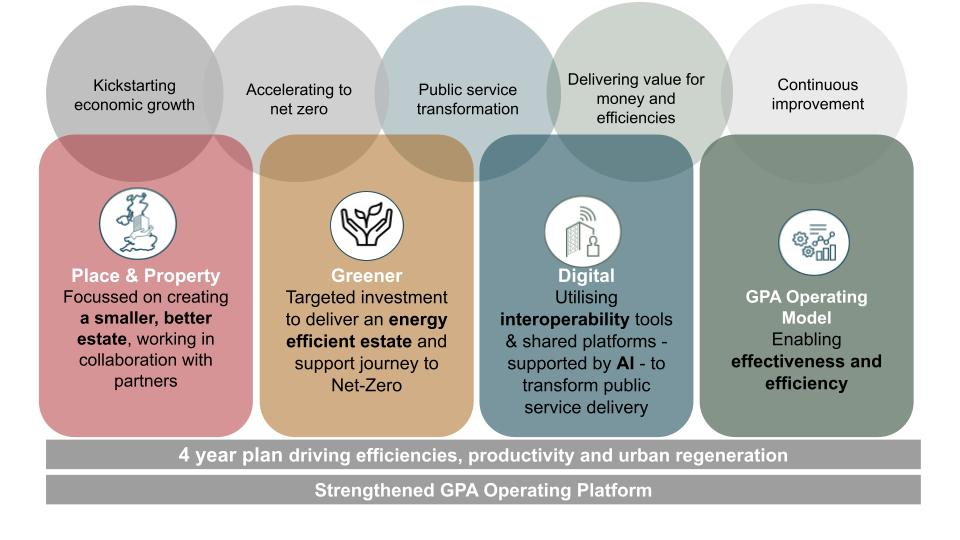 Kickstarting
economic growth
Accelerating to
net zero
Public service
transformation
Delivering value for
money and
efficiencies
Continuous
improvement
Place & Property
Focussed on creating
a smaller, better
estate, working in
collaboration with
partners
Greener
Targeted investment
to deliver an energy
efficient estate and
support journey to
Net-Zero
Digital
Utilising
interoperability tools
& shared platforms -
supported by AI - to
transform public
service delivery
GPA Operating
Model
Enabling
effectiveness and
efficiency
4 year plan driving efficiencies, productivity and urban regeneration
Strengthened GPA Operating Platform